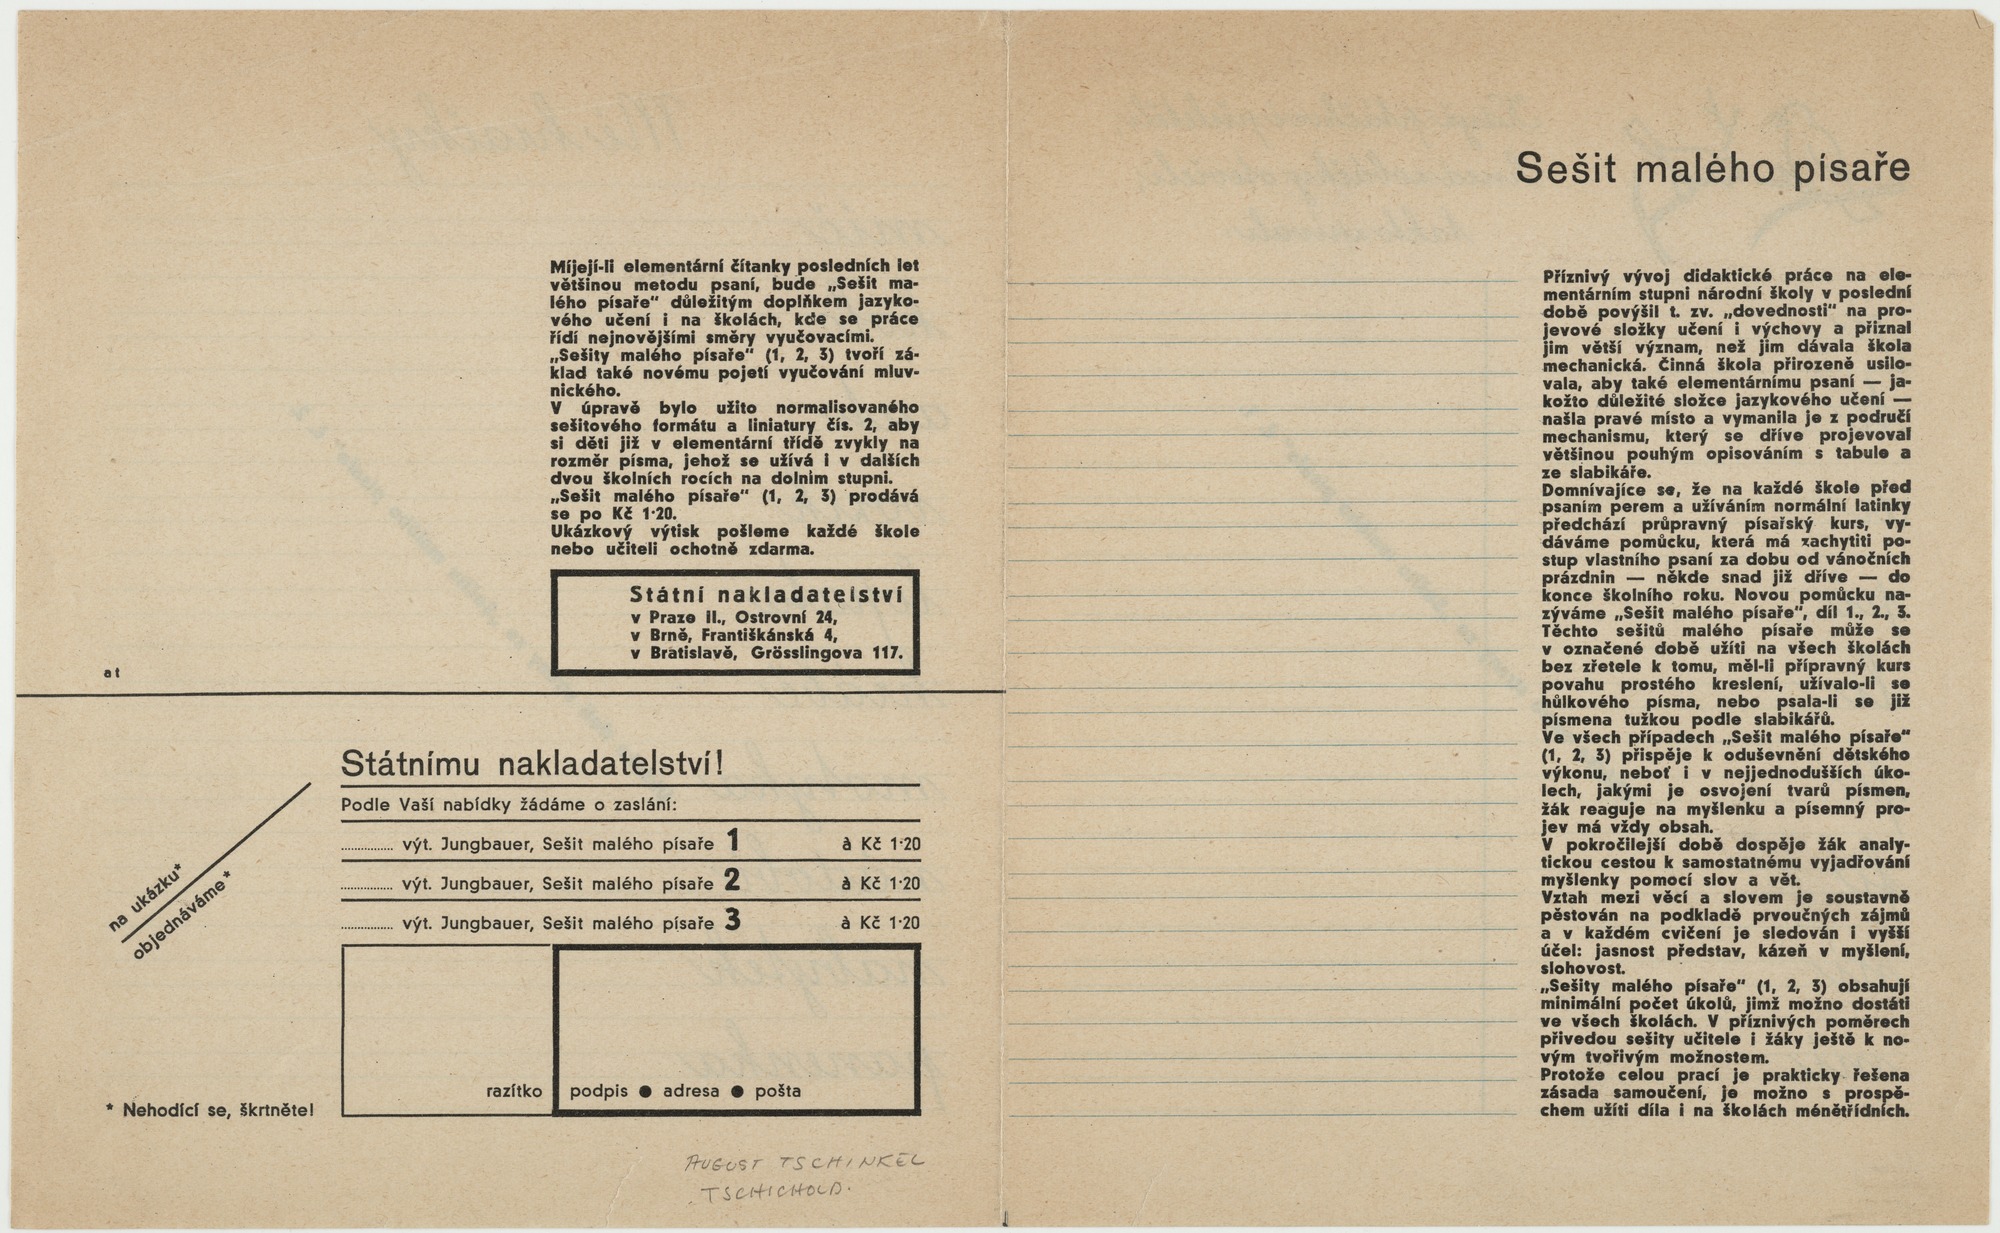 Míjejí-li elementární čítanky posledních let
většinou metodu psaní, bude „Sešit ma-
lého písaře“ důležitým doplňkem jazyko-
vého učení i na školách, kde se práce
řídí nejnovějšími směry vyučovacími.
„Sešity malého písaře“ (1, 2, 3) tvoří zá-
klad také novému pojetí vyučování mluv-
nického.
V úpravě bylo užito normalisovaného
sešitového formátu a liniatury čís. 2, aby
si děti již v elementární třídě zvykly na
rozměr písma, jehož se užívá i v dalších
dvou školních rocích na dolním stupni.
„Sešit malého písaře“ (1, 2, 3) prodává
se po Kč 1·20.
Ukázkový výtisk pošleme každé škole
nebo učiteli ochotně zdarma.
Státní nakladatelství
v Praze II., Ostrovní 24,
v Brně, Františkánská 4,
v Bratislavě, Grösslingova 117.
at
Státnímu nakladatelství!
Podle Vaší nabídky žádáme o zaslání:
............... výt. Jungbauer, Sešit malého písaře 1 à Kč 1·20
............... výt. Jungbauer, Sešit malého písaře 2 à Kč 1·20
............... výt. Jungbauer, Sešit malého písaře 3 à Kč 1·20
na ukázku*
objednáváme*
razítko podpis ● adresa ● pošta
* Nehodící se, škrtněte!
AUGUST TSCHINKEL
TSCHICHOLD.
Sešit malého písaře
Příznivý vývoj didaktické práce na ele-
mentárním stupni národní školy v poslední
době povýšil t. zv. „dovednosti“ na pro-
jevové složky učení i výchovy a přiznal
jim větší význam, než jim dávala škola
mechanická. Činná škola přirozeně usilo-
vala, aby také elementárnímu psaní — ja-
kožto důležité složce jazykového učení —
našla pravé místo a vymanila je z područí
mechanismu, který se dříve projevoval
většinou pouhým opisováním s tabule a
ze slabikáře.
Domnívajíce se, že na každé škole před
psaním perem a užíváním normální latinky
předchází průpravný písařský kurs, vy-
dáváme pomůcku, která má zachytiti po-
stup vlastního psaní za dobu od vánočních
prázdnin — někde snad již dříve — do
konce školního roku. Novou pomůcku na-
zýváme „Sešit malého písaře“, díl 1., 2., 3.
Těchto sešitů malého písaře může se
v označené době užíti na všech školách
bez zřetele k tomu, měl-li přípravný kurs
povahu prostého kreslení, užívalo-li se
hůlkového písma, nebo psala-li se již
písmena tužkou podle slabikářů.
Ve všech případech „Sešit malého písaře“
(1, 2, 3) přispěje k oduševnění dětského
výkonu, neboť i v nejjednodušších úko-
lech, jakými je osvojení tvarů písmen,
žák reaguje na myšlenku a písemný pro-
jev má vždy obsah.
V pokročilejší době dospěje žák analy-
tickou cestou k samostatnému vyjadřování
myšlenky pomocí slov a vět.
Vztah mezi věcí a slovem je soustavně
pěstován na podkladě prvoučných zájmů
a v každém cvičení je sledován i vyšší
účel: jasnost představ, kázeň v myšlení,
slohovost.
„Sešity malého písaře“ (1, 2, 3) obsahují
minimální počet úkolů, jimž možno dostáti
ve všech školách. V příznivých poměrech
přivedou sešity učitele i žáky ještě k no-
vým tvořivým možnostem.
Protože celou prací je prakticky řešena
zásada samoučení, je možno s prospě-
chem užíti díla i na školách méně­třídních.